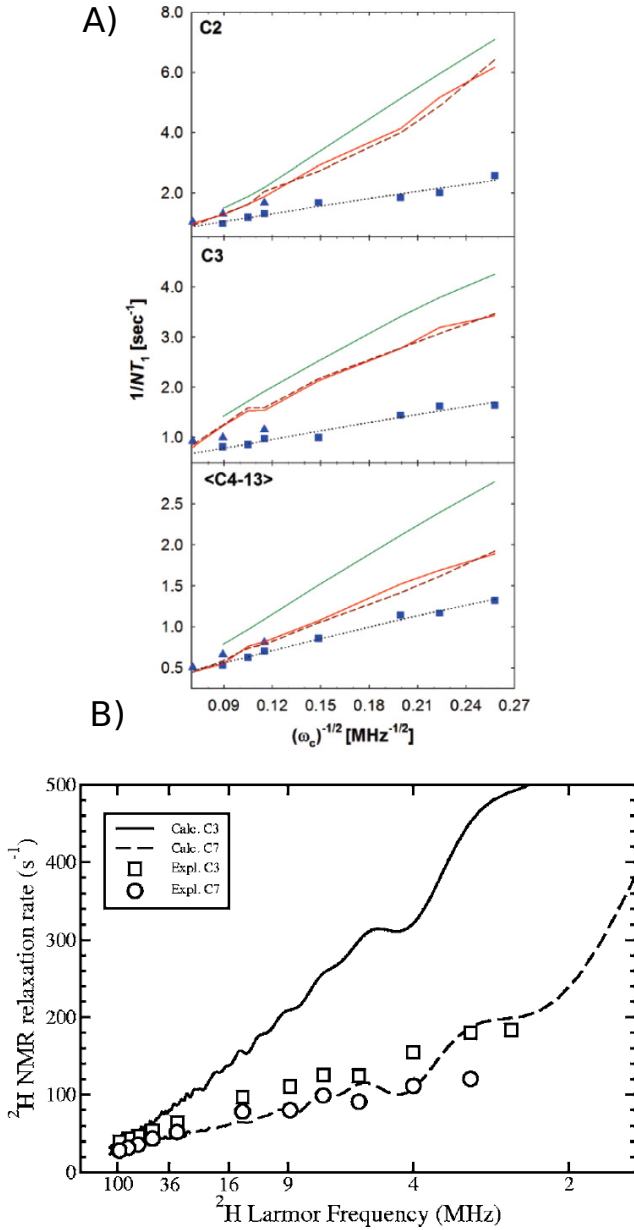 A)
C2
8.0
6.0
4.0
2.0
C3
4.0
3.0
2.0
1.0
1/NT1 [sec-1]
<C4-13>
2.5
2.0
1.5
1.0
0.5
0.09 0.12 0.15 0.18 0.21 0.24 0.27
(ωc)-1/2 [MHz-1/2]
B)
500
400
300
200
100
0
2H NMR relaxation rate (s-1)
Calc. C3
Calc. C7
Expl. C3
Expl. C7
100 36 16 9 4 2
2H Larmor Frequency (MHz)